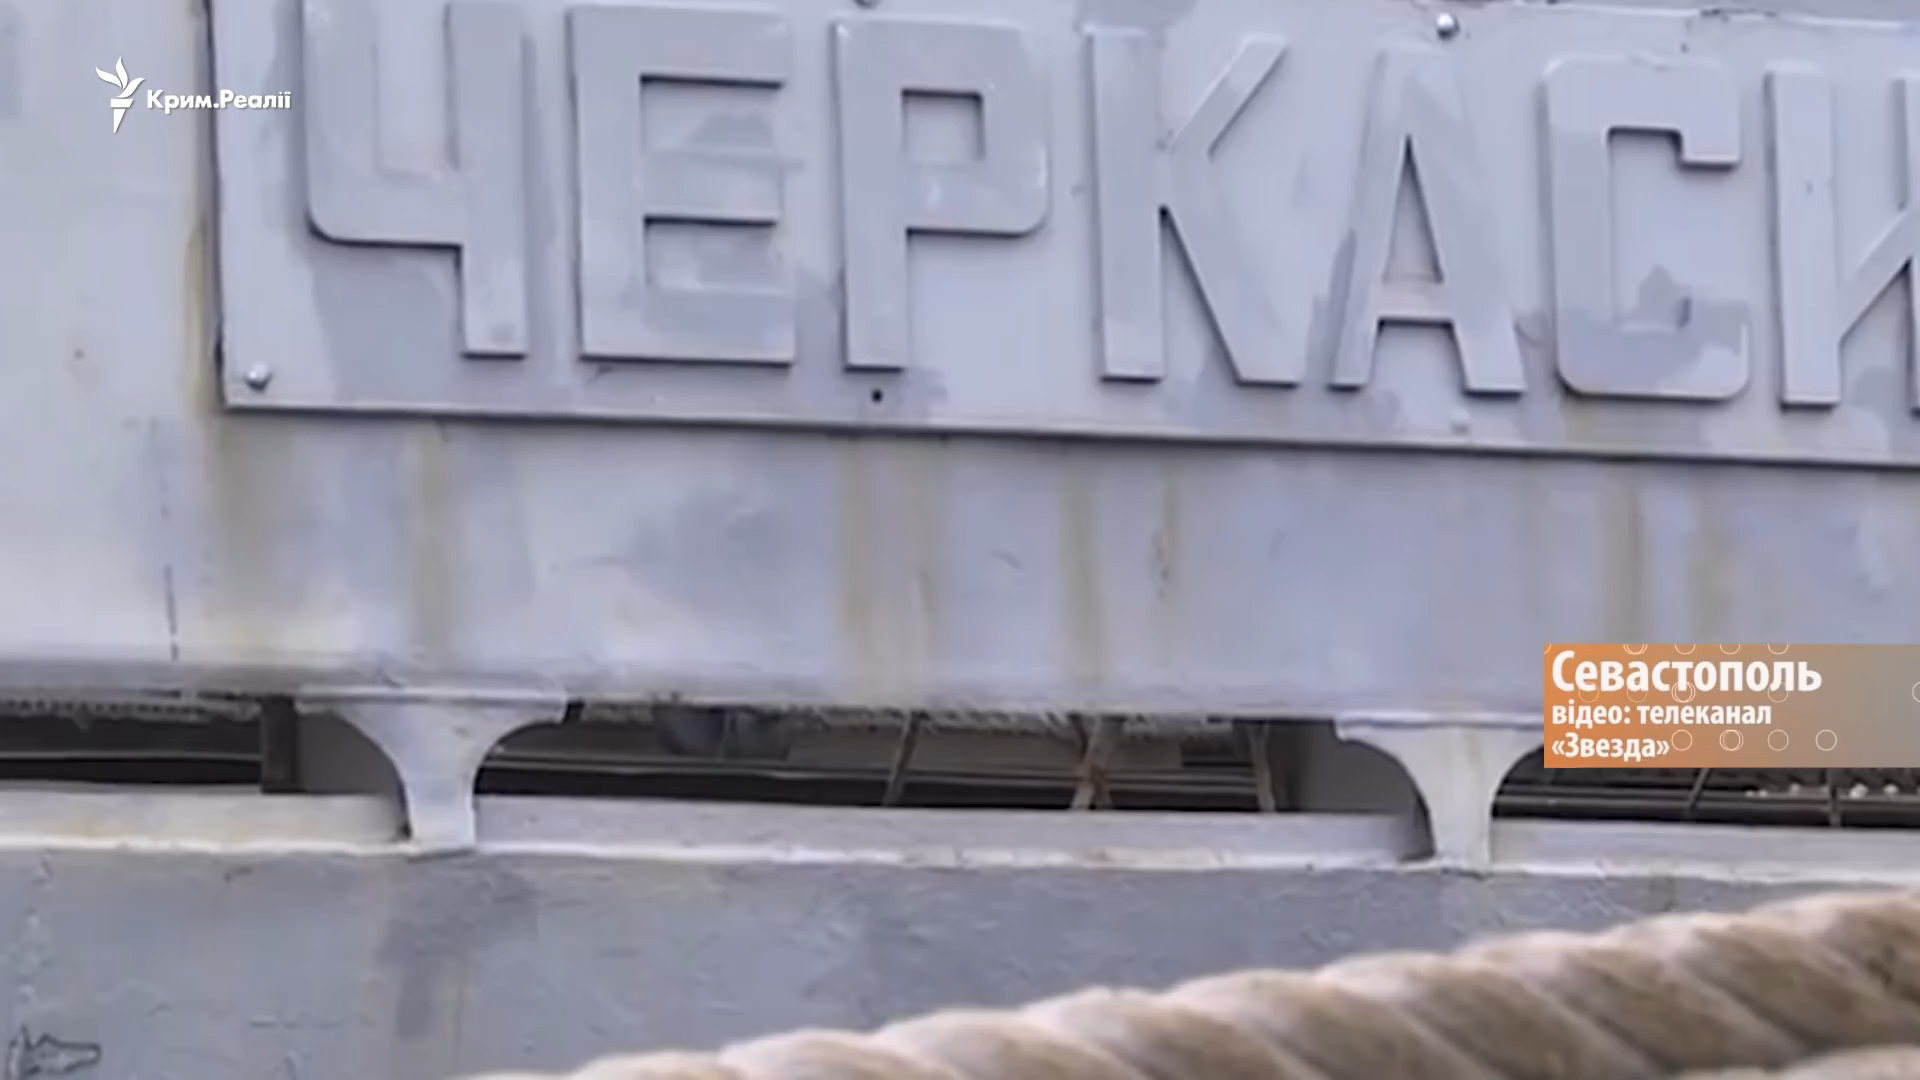 ЧЕРКАСИ
Крим.Реалії
Севастополь
відео: телеканал
«Звезда»